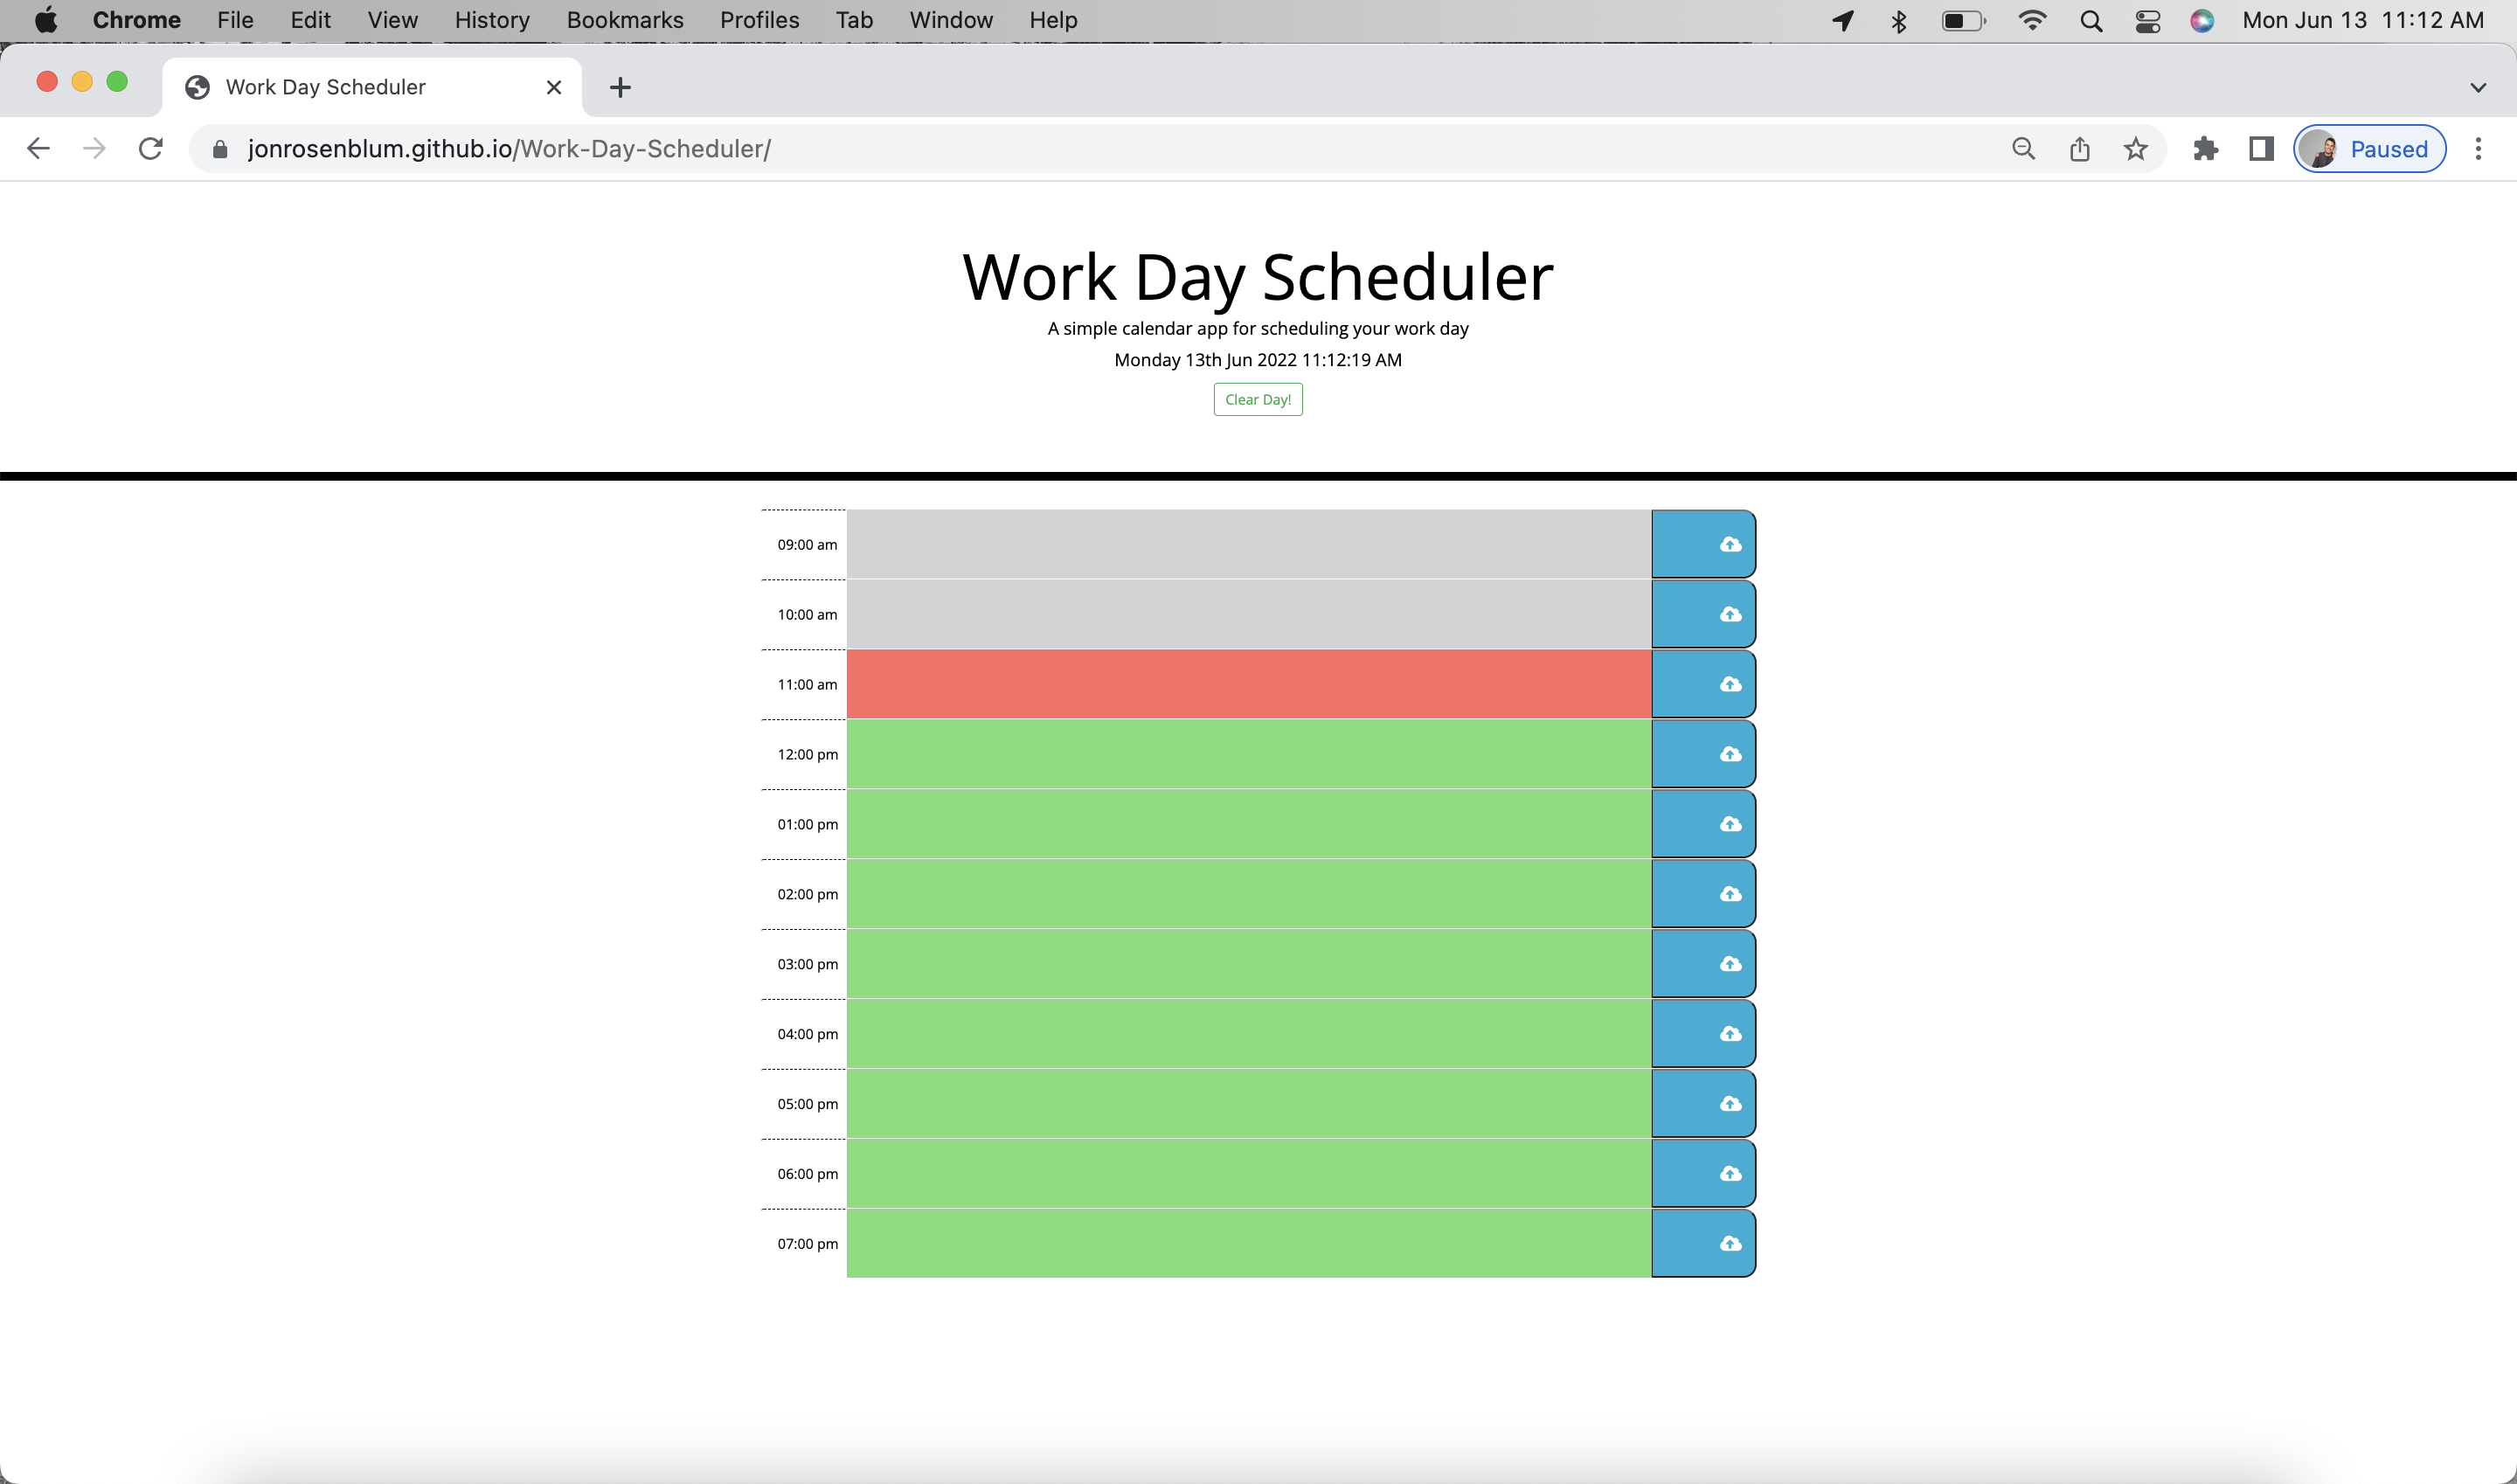 Chrome File Edit View History Bookmarks Profiles Tab Window Help Mon Jun 13 11:12 AM
Work Day Scheduler
jonrosenblum.github.io/Work-Day-Scheduler/ Paused
Work Day Scheduler
A simple calendar app for scheduling your work day
Monday 13th Jun 2022 11:12:19 AM
Clear Day!
09:00 am
10:00 am
11:00 am
12:00 pm
01:00 pm
02:00 pm
03:00 pm
04:00 pm
05:00 pm
06:00 pm
07:00 pm